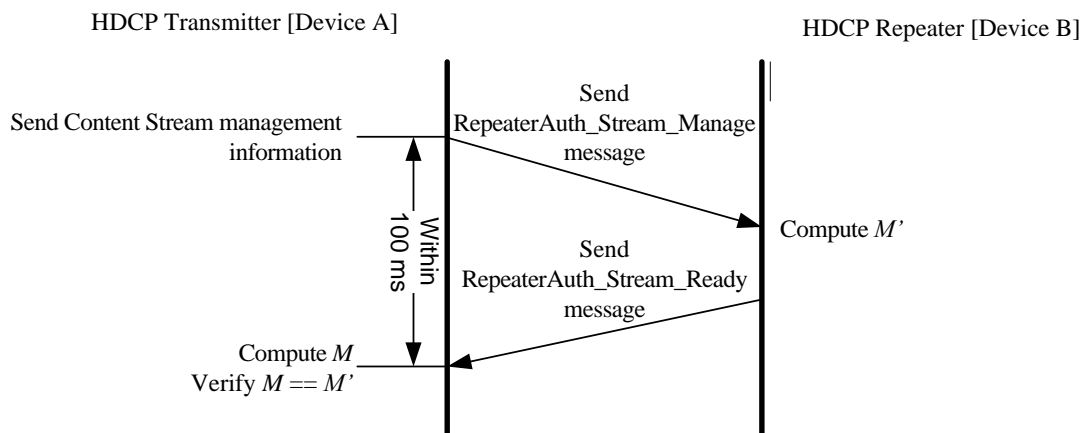 HDCP Transmitter [Device A]
HDCP Repeater [Device B]
Send Content Stream management
information
Send
RepeaterAuth_Stream_Manage
message
Within
100 ms
Compute M’
Send
RepeaterAuth_Stream_Ready
message
Compute M
Verify M == M’